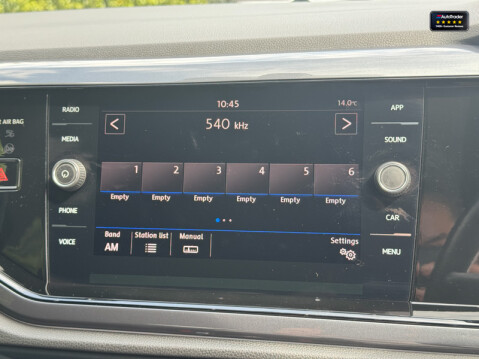 AutoTrader
10:45
14.0°C
540 kHz
RADIO
MEDIA
PHONE
VOICE
AIR BAG
1 2 3 4 5 6
Empty Empty Empty Empty Empty Empty
Band Station list Manual Settings
AM
APP
SOUND
CAR
MENU